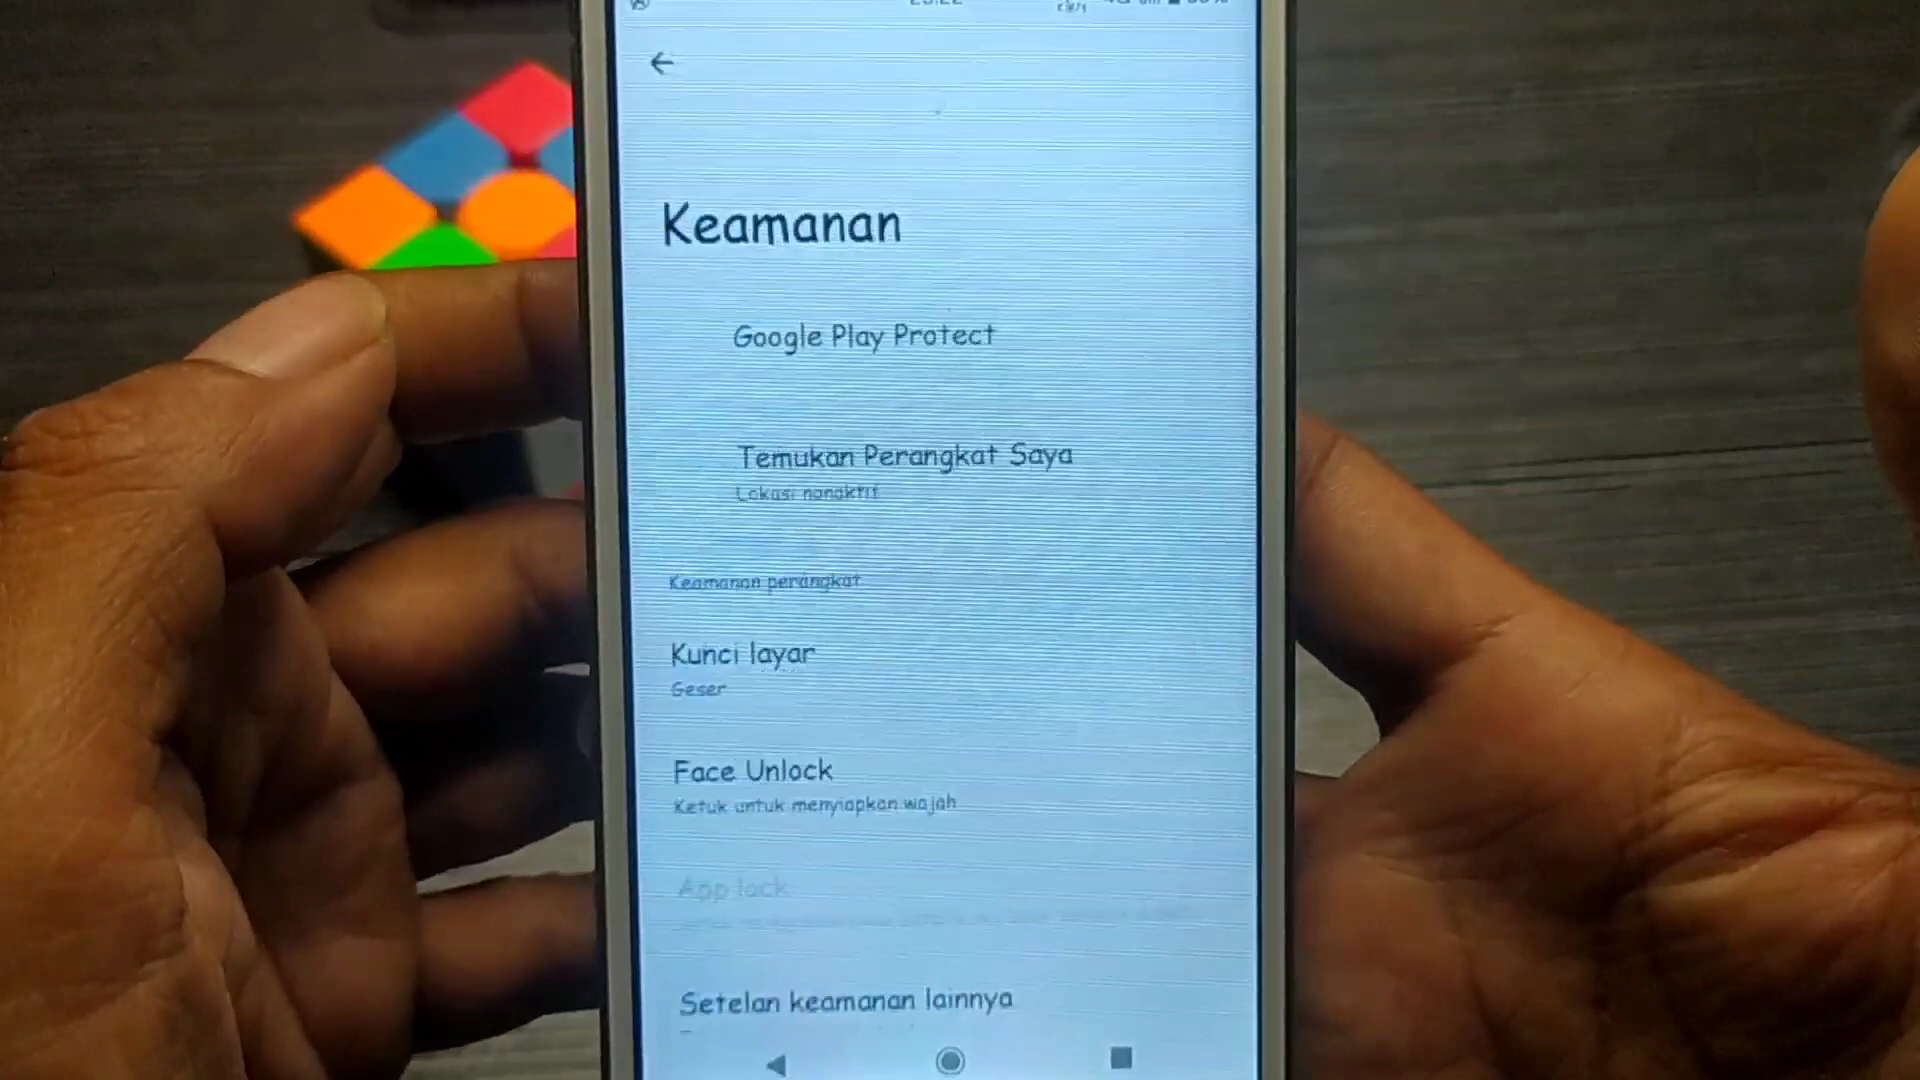 Keamanan
Google Play Protect
Temukan Perangkat Saya
Lokasi nonaktif
Keamanan perangkat
Kunci layar
Geser
Face Unlock
Ketuk untuk menyiapkan wajah
App lock
Setelan keamanan lainnya